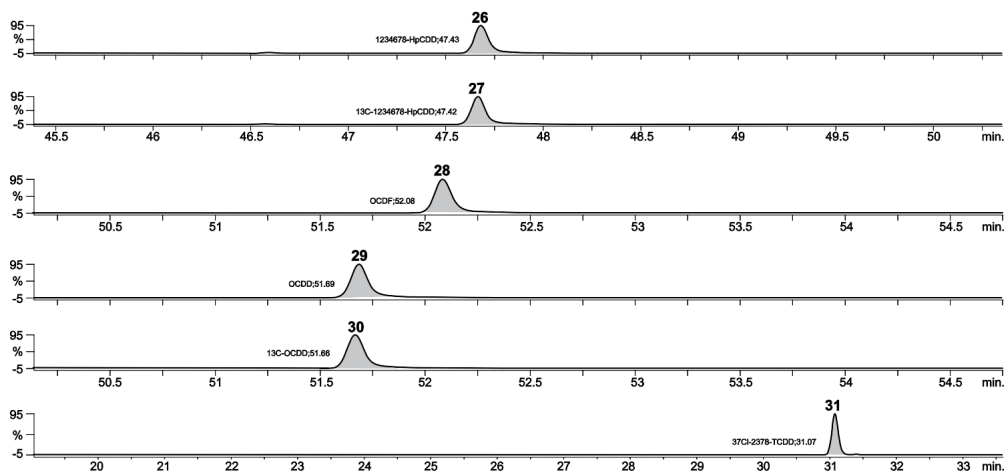 26
95
%
-5
1234678-HpCDD;47.43
27
95
%
-5
13C-1234678-HpCDD;47.42
45.5 46 46.5 47 47.5 48 48.5 49 49.5 50 min.
28
95
%
-5
OCDF;52.08
50.5 51 51.5 52 52.5 53 53.5 54 54.5 min.
29
95
%
-5
OCDD;51.69
30
95
%
-5
13C-OCDD;51.66
50.5 51 51.5 52 52.5 53 53.5 54 54.5 min.
31
95
%
-5
37Cl-2378-TCDD;31.07
20 21 22 23 24 25 26 27 28 29 30 31 32 33 min.